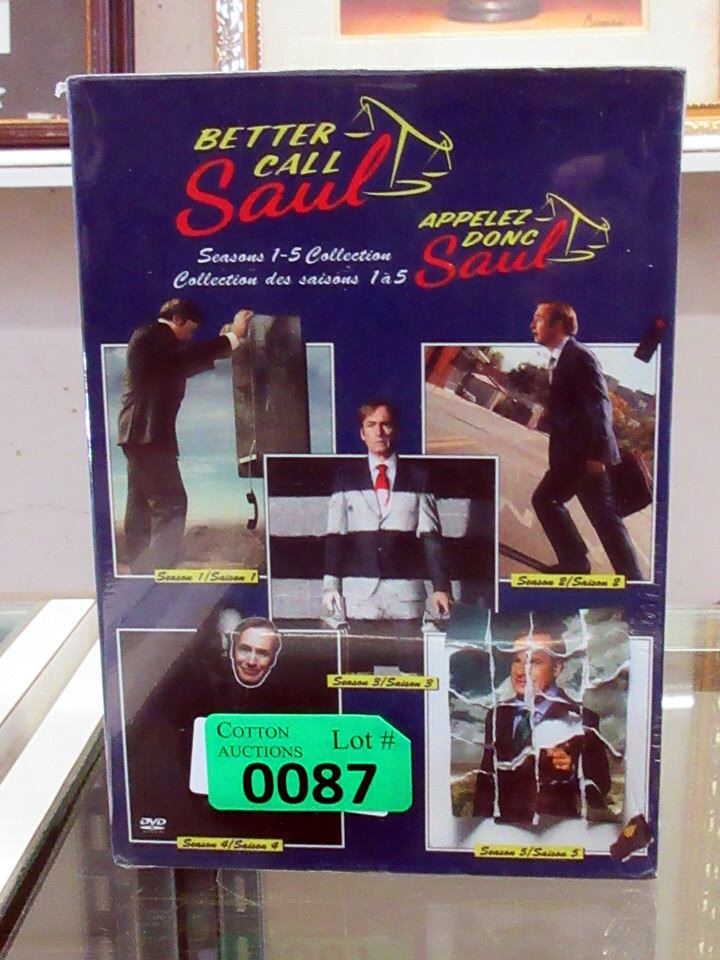 BETTER
CALL
Saul
APPELEZ
DONC
Saul
Seasons 1-5 Collection
Collection des saisons 1 à 5
Season 1/Saison 1
Season 2/Saison 2
Season 3/Saison 3
COTTON
AUCTIONS
Lot #
0087
DVD
Season 4/Saison 4
Season 5/Saison 5